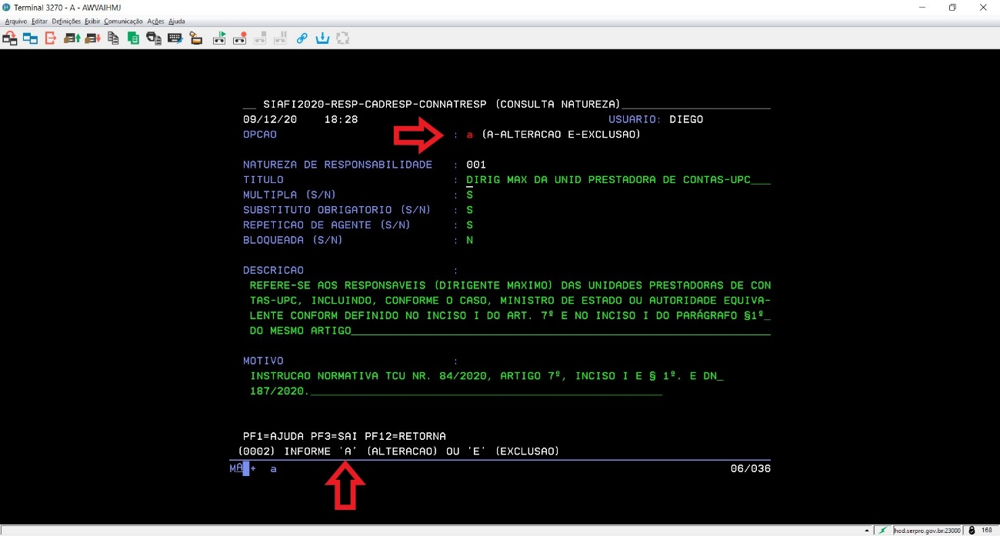 Terminal 3270 - A - AWVAIHMJ
Arquivo Editar Definições Exibir Comunicação Ações Ajuda
__ SIAFI2020-RESP-CADRESP-CONNATRESP (CONSULTA NATUREZA)______________________
09/12/20 18:28 USUARIO: DIEGO
OPCAO : a (A-ALTERACAO E-EXCLUSAO)
NATUREZA DE RESPONSABILIDADE : 001
TITULO : DIRIG MAX DA UNID PRESTADORA DE CONTAS-UPC___
MULTIPLA (S/N) : S
SUBSTITUTO OBRIGATORIO (S/N) : S
REPETICAO DE AGENTE (S/N) : S
BLOQUEADA (S/N) : N
DESCRICAO :
REFERE-SE AOS RESPONSAVEIS (DIRIGENTE MAXIMO) DAS UNIDADES PRESTADORAS DE CON
TAS-UPC, INCLUINDO, CONFORME O CASO, MINISTRO DE ESTADO OU AUTORIDADE EQUIVA-
LENTE CONFORM DEFINIDO NO INCISO I DO ART. 7º E NO INCISO I DO PARÁGRAFO §1º_
DO MESMO ARTIGO______________________________________________________________
MOTIVO :
INSTRUCAO NORMATIVA TCU NR. 84/2020, ARTIGO 7º, INCISO I E § 1º. E DN_
187/2020.____________________________________________________
PF1=AJUDA PF3=SAI PF12=RETORNA
(0002) INFORME 'A' (ALTERACAO) OU 'E' (EXCLUSAO)
MA + a 06/036
hod.serpro.gov.br:23000 168